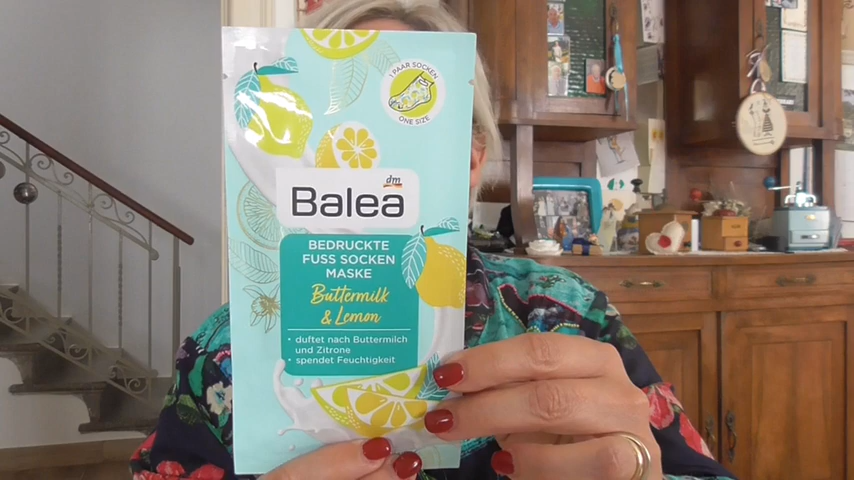 1 PAAR SOCKEN
ONE SIZE
dm
Balea
BEDRUCKTE
FUSS SOCKEN
MASKE
Buttermilk
& Lemon
• duftet nach Buttermilch
und Zitrone
• spendet Feuchtigkeit